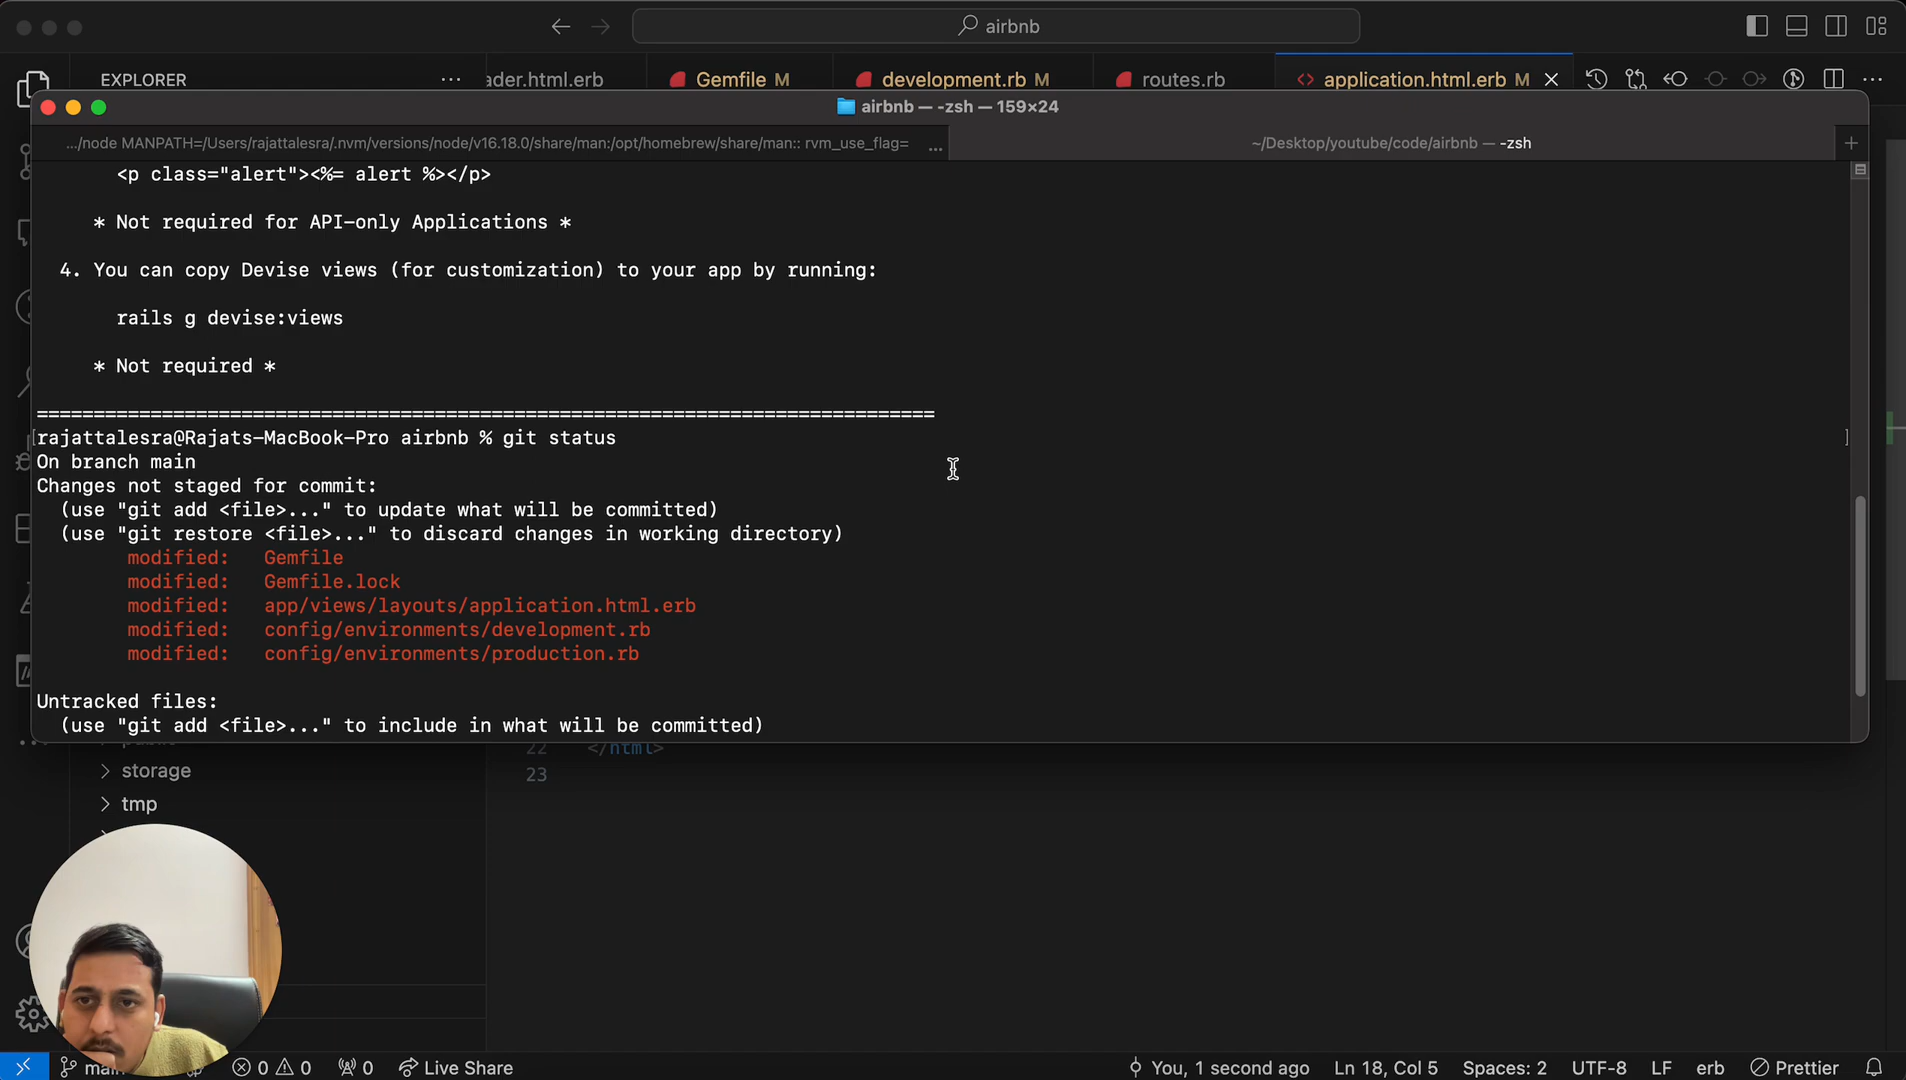 airbnb
EXPLORER
ader.html.erb
Gemfile M
development.rb M
routes.rb
application.html.erb M
airbnb — -zsh — 159×24
.../node MANPATH=/Users/rajattalesra/.nvm/versions/node/v16.18.0/share/man:/opt/homebrew/share/man:: rvm_use_flag= ...
~/Desktop/youtube/code/airbnb — -zsh
<p class="alert"><%= alert %></p>
* Not required for API-only Applications *
4. You can copy Devise views (for customization) to your app by running:
rails g devise:views
* Not required *
===============================================================================
[rajattalesra@Rajats-MacBook-Pro airbnb % git status ]
On branch main
Changes not staged for commit:
(use "git add <file>..." to update what will be committed)
(use "git restore <file>..." to discard changes in working directory)
modified: Gemfile
modified: Gemfile.lock
modified: app/views/layouts/application.html.erb
modified: config/environments/development.rb
modified: config/environments/production.rb
Untracked files:
(use "git add <file>..." to include in what will be committed)
22 </html>
23
storage
tmp
0 0 0 Live Share
You, 1 second ago Ln 18, Col 5 Spaces: 2 UTF-8 LF erb Prettier